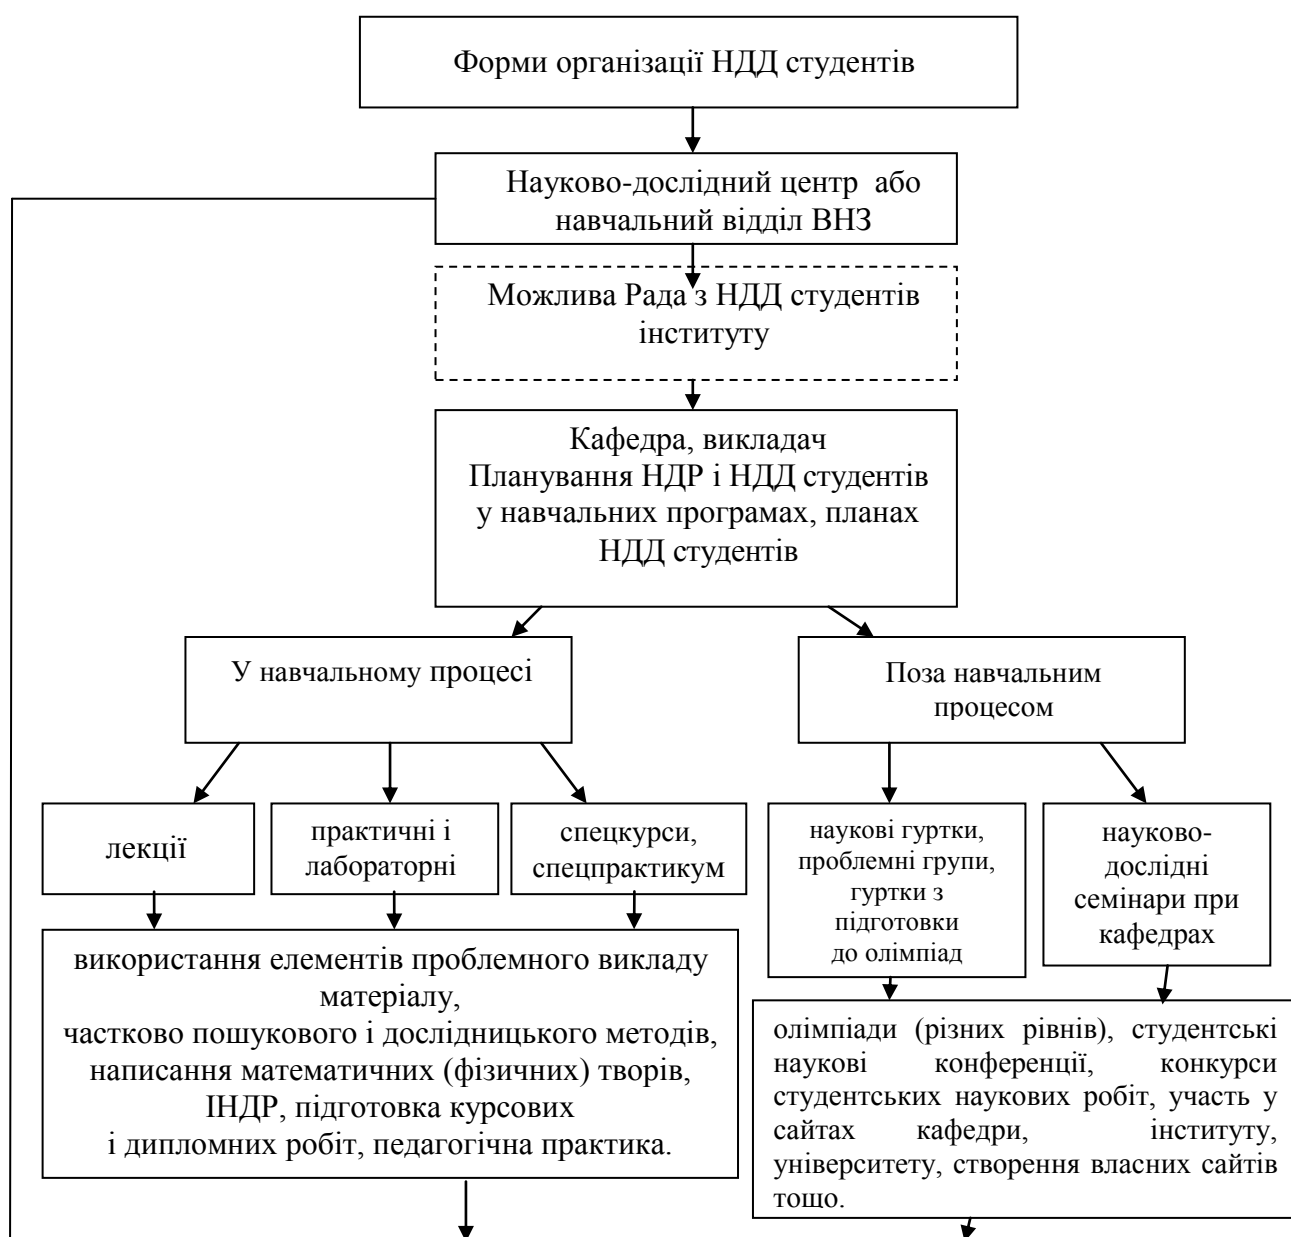 Форми організації НДД студентів
Науково-дослідний центр або
навчальний відділ ВНЗ
Можлива Рада з НДД студентів
інституту
Кафедра, викладач
Планування НДР і НДД студентів
у навчальних програмах, планах
НДД студентів
У навчальному процесі
Поза навчальним
процесом
лекції
практичні і
лабораторні
спецкурси,
спецпрактикум
наукові гуртки,
проблемні групи,
гуртки з
підготовки
до олімпіад
науково-
дослідні
семінари при
кафедрах
використання елементів проблемного викладу
матеріалу,
частково пошукового і дослідницького методів,
написання математичних (фізичних) творів,
ІНДР, підготовка курсових
і дипломних робіт, педагогічна практика.
олімпіади (різних рівнів), студентські
наукові конференції, конкурси
студентських наукових робіт, участь у
сайтах кафедри, інституту,
університету, створення власних сайтів
тощо.